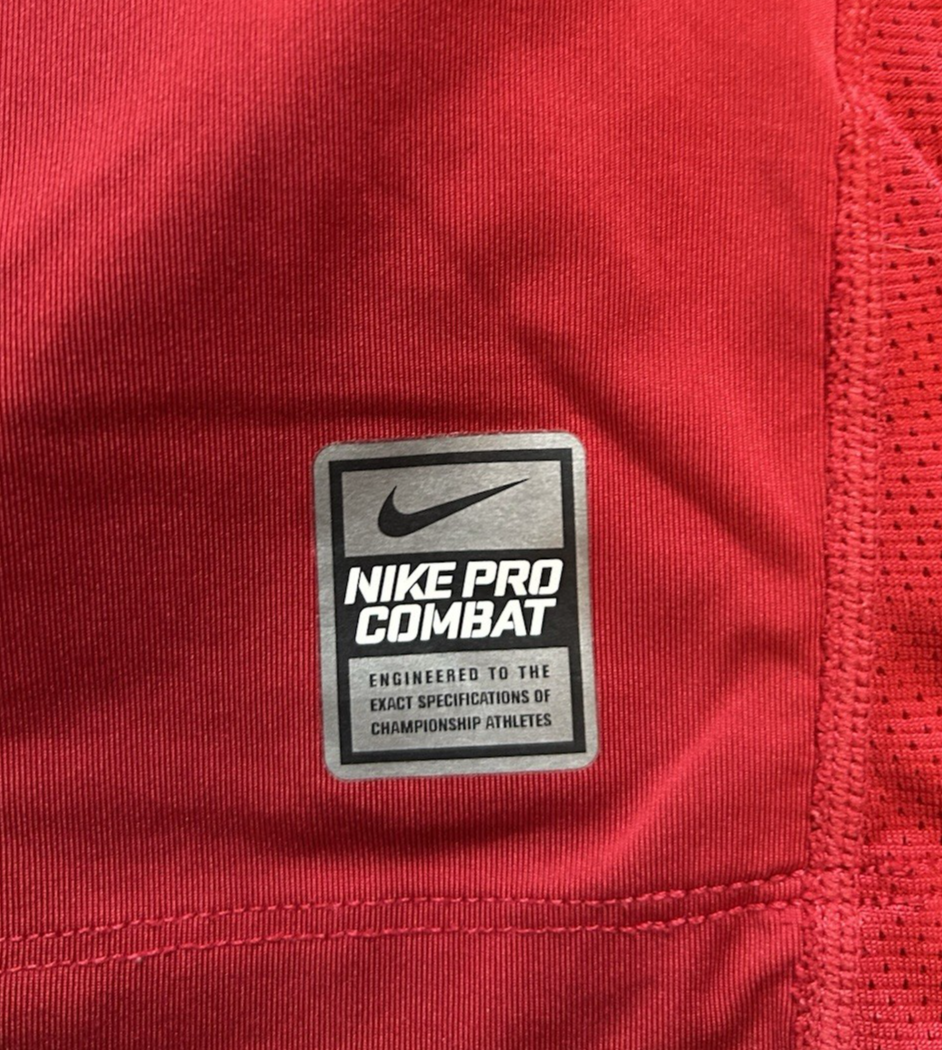 NIKE PRO
COMBAT
ENGINEERED TO THE
EXACT SPECIFICATIONS OF
CHAMPIONSHIP ATHLETES